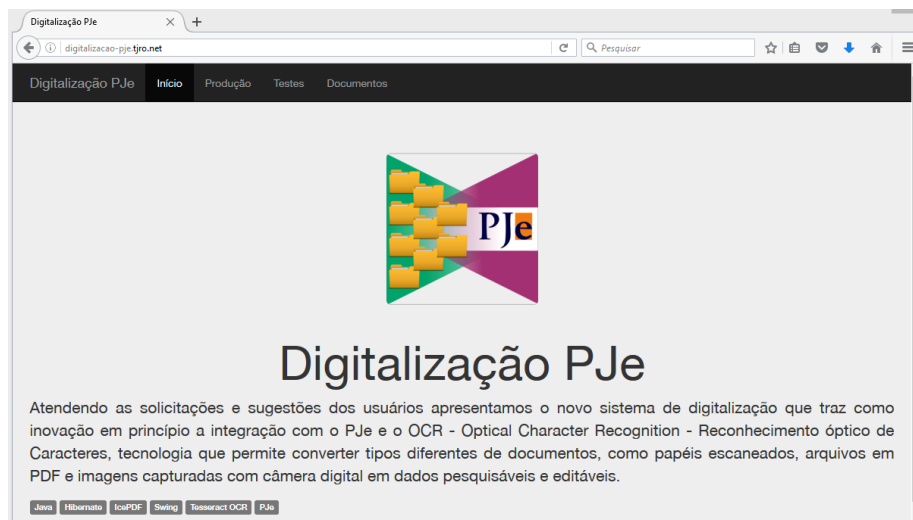 Digitalização PJe
digitalizacao-pje.tjro.net
Pesquisar
Digitalização PJe Início Produção Testes Documentos
PJe
Digitalização PJe
Atendendo as solicitações e sugestões dos usuários apresentamos o novo sistema de digitalização que traz como
inovação em princípio a integração com o PJe e o OCR - Optical Character Recognition - Reconhecimento óptico de
Caracteres, tecnologia que permite converter tipos diferentes de documentos, como papéis escaneados, arquivos em
PDF e imagens capturadas com câmera digital em dados pesquisáveis e editáveis.
Java Hibernate IcePDF Swing Tesseract OCR PJe